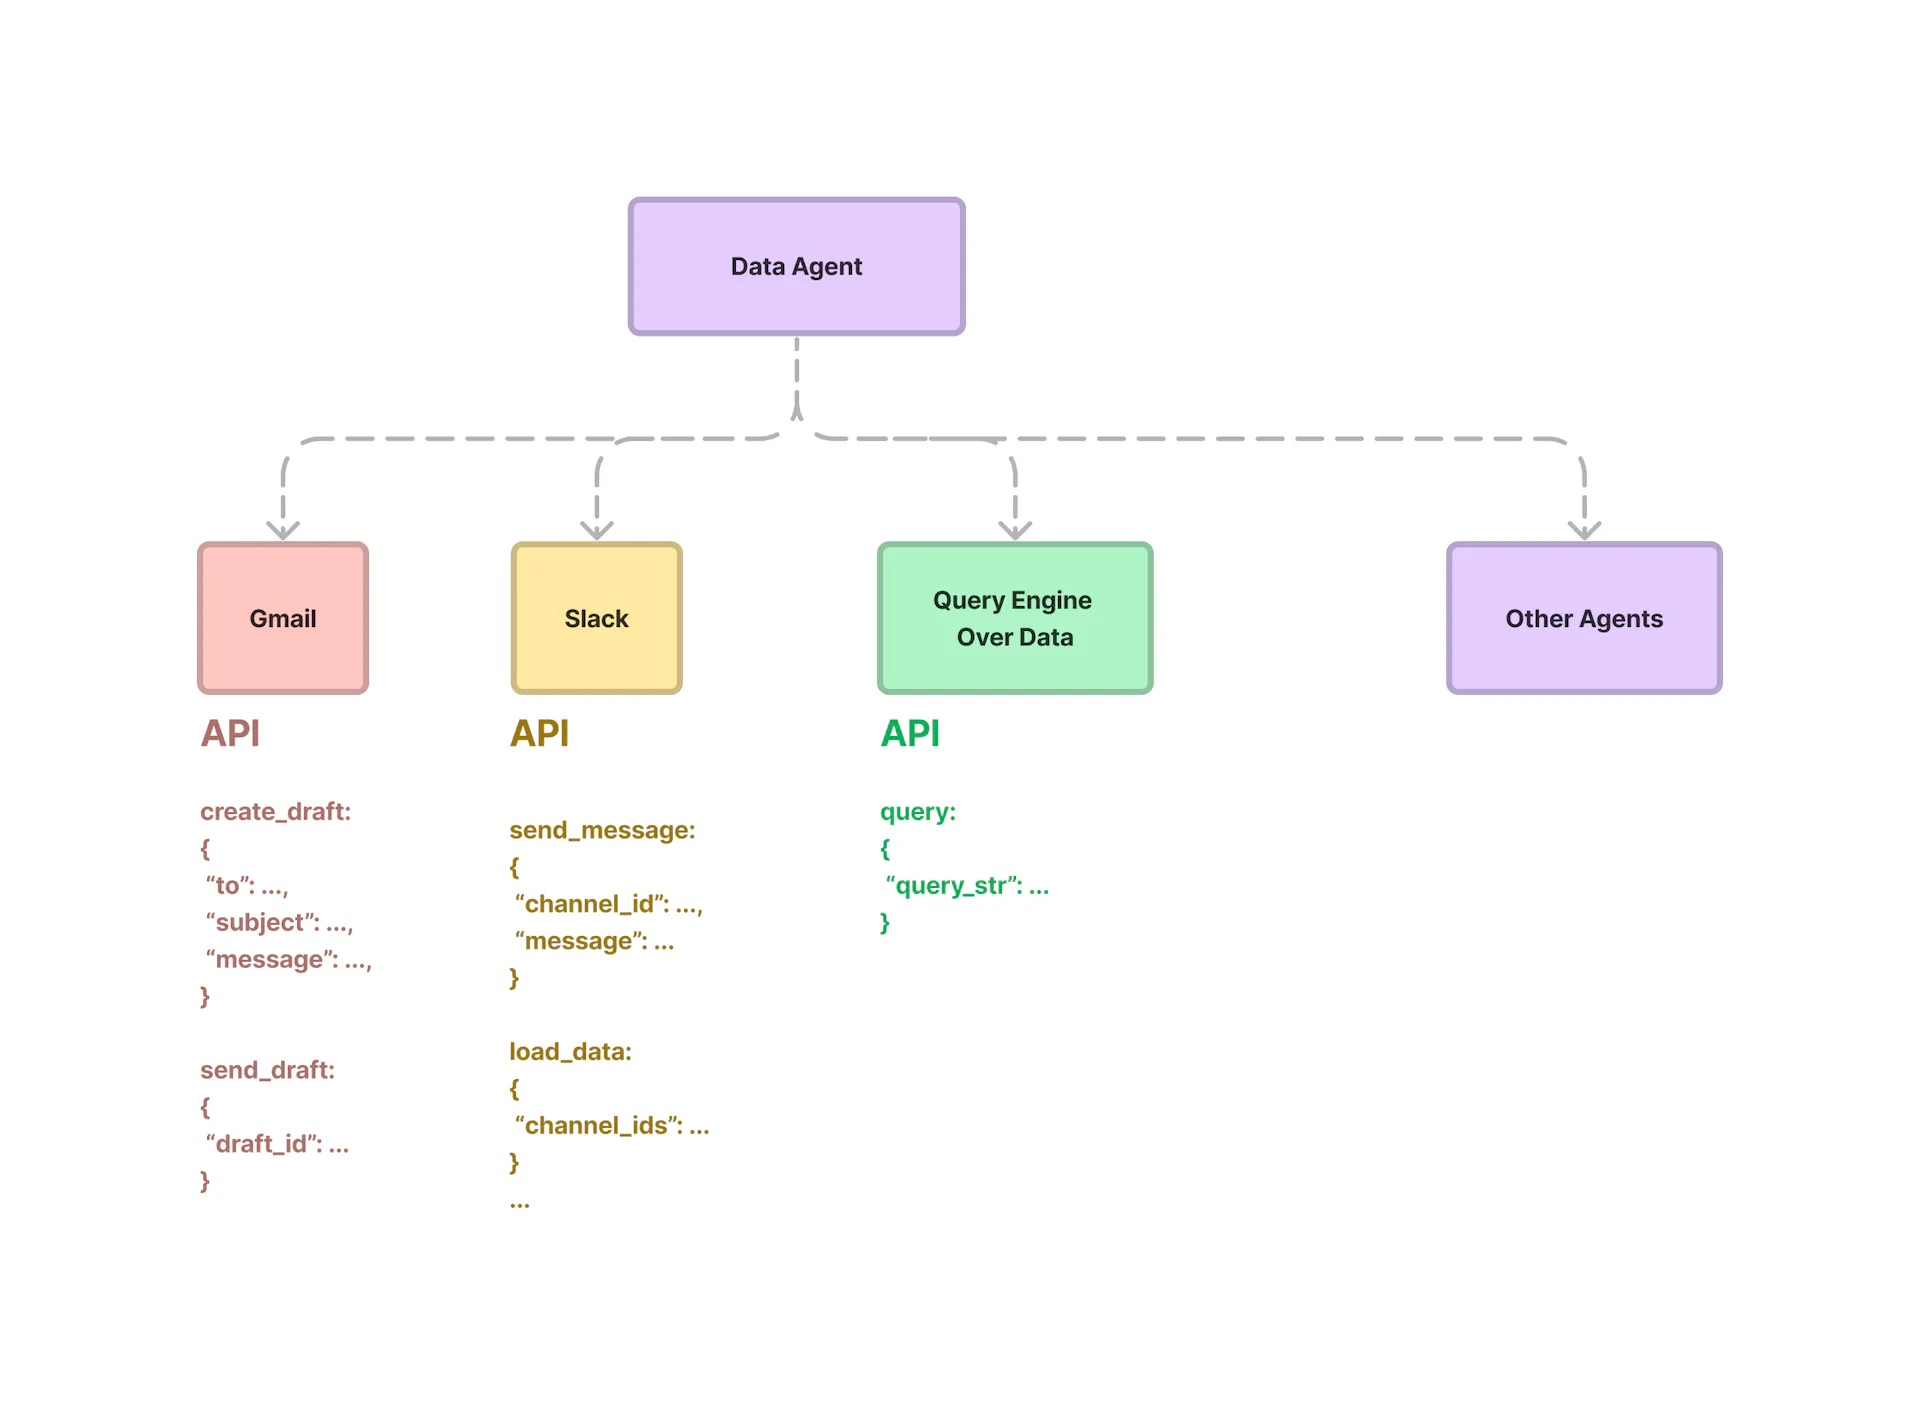 Data Agent
Gmail
Slack
Query Engine
Over Data
Other Agents
API
create_draft:
{
“to”: ...,
“subject”: ...,
“message”: ...,
}
send_draft:
{
“draft_id”: ...
}
API
send_message:
{
“channel_id”: ...,
“message”: ...
}
load_data:
{
“channel_ids”: ...
}
...
API
query:
{
“query_str”: ...
}